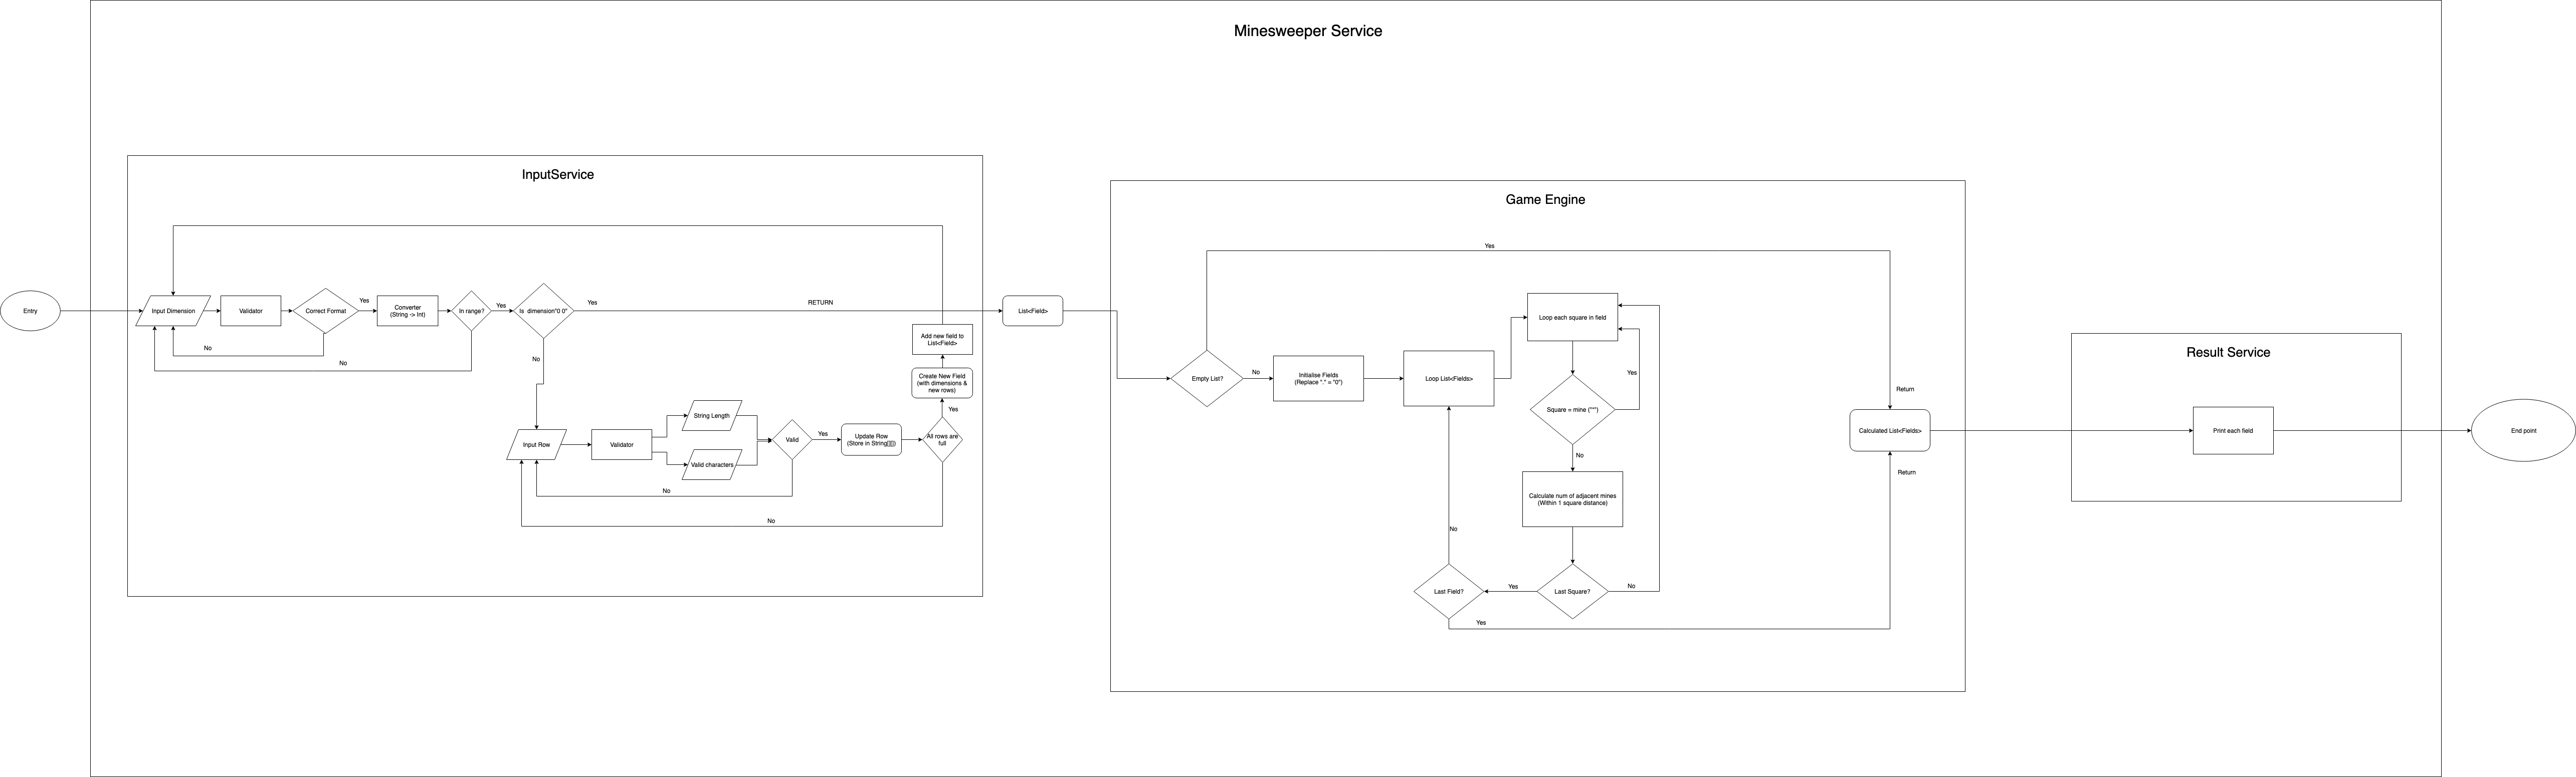 Minesweeper Service
InputService
Entry
Input Dimension
Validator
Correct Format
Yes
Converter
(String -> Int)
In range?
Yes
Is dimension"0 0"
Yes
RETURN
No
No
No
Input Row
Validator
String Length
Valid characters
Valid
Yes
Update Row
(Store in String[][])
All rows are
full
Yes
Create New Field
(with dimensions &
new rows)
Add new field to
List<Field>
No
No
List<Field>
Game Engine
Yes
Empty List?
No
Initialise Fields
(Replace "." = "0")
Loop List<Fields>
Loop each square in field
Yes
Square = mine ("*")
No
Calculate num of adjacent mines
(Within 1 square distance)
Last Square?
No
Yes
Last Field?
No
Yes
Return
Calculated List<Fields>
Return
Result Service
Print each field
End point